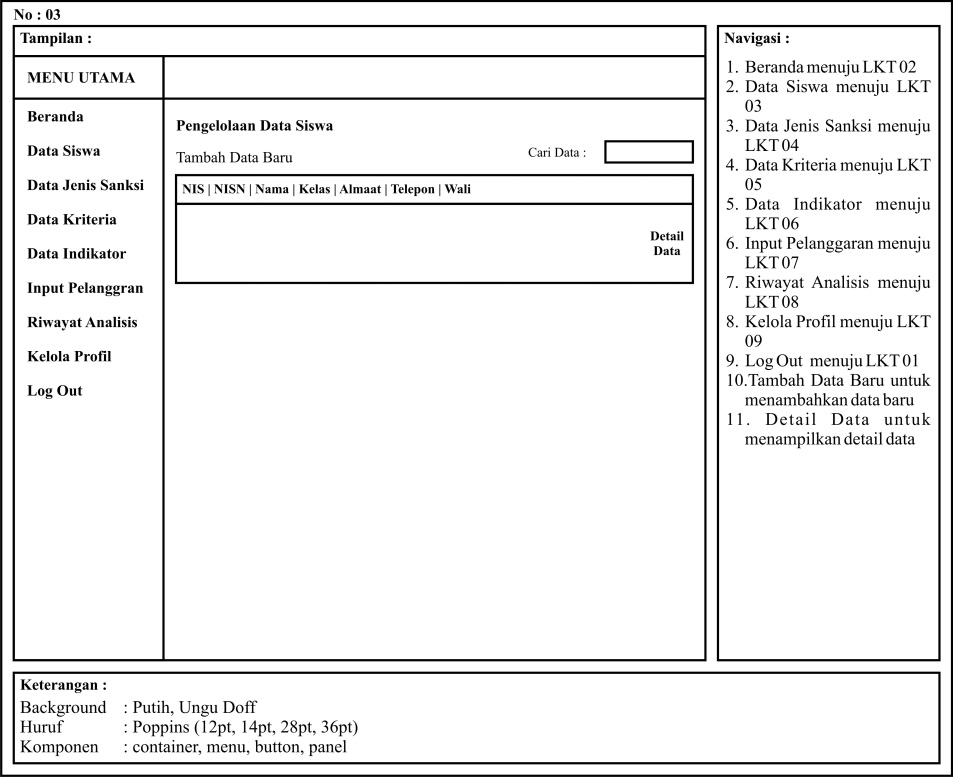 No : 03
Tampilan :
MENU UTAMA
Beranda
Data Siswa
Data Jenis Sanksi
Data Kriteria
Data Indikator
Input Pelanggran
Riwayat Analisis
Kelola Profil
Log Out
Pengelolaan Data Siswa
Tambah Data Baru
Cari Data :
NIS | NISN | Nama | Kelas | Almaat | Telepon | Wali
Detail
Data
Navigasi :
1. Beranda menuju LKT 02
2. Data Siswa menuju LKT
03
3. Data Jenis Sanksi menuju
LKT 04
4. Data Kriteria menuju LKT
05
5. Data Indikator menuju
LKT 06
6. Input Pelanggaran menuju
LKT 07
7. Riwayat Analisis menuju
LKT 08
8. Kelola Profil menuju LKT
09
9. Log Out menuju LKT 01
10.Tambah Data Baru untuk
menambahkan data baru
11. Detail Data untuk
menampilkan detail data
Keterangan :
Background : Putih, Ungu Doff
Huruf : Poppins (12pt, 14pt, 28pt, 36pt)
Komponen : container, menu, button, panel